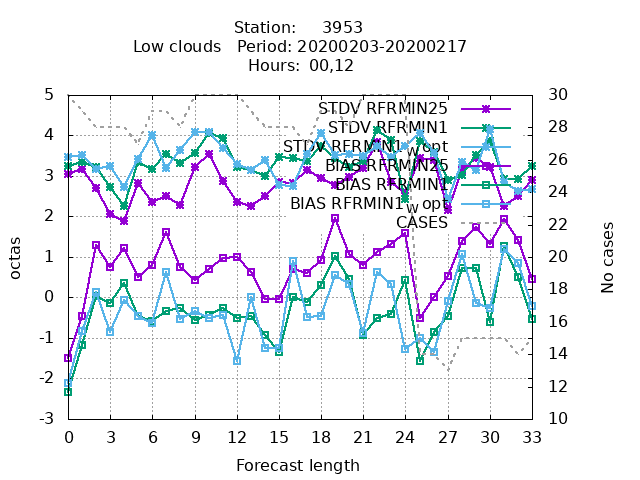 Station:     3953
Low clouds   Period: 20200203-20200217
Hours: 00,12
5
4
3
2
1
0
-1
-2
-3
octas
30
28
26
24
22
20
18
16
14
12
10
No cases
STDV RFRMIN25
STDV RFRMIN1
STDV RFRMIN1_W opt
BIAS RFRMIN25
BIAS RFRMIN1
BIAS RFRMIN1_W opt
CASES
0 3 6 9 12 15 18 21 24 27 30 33
Forecast length